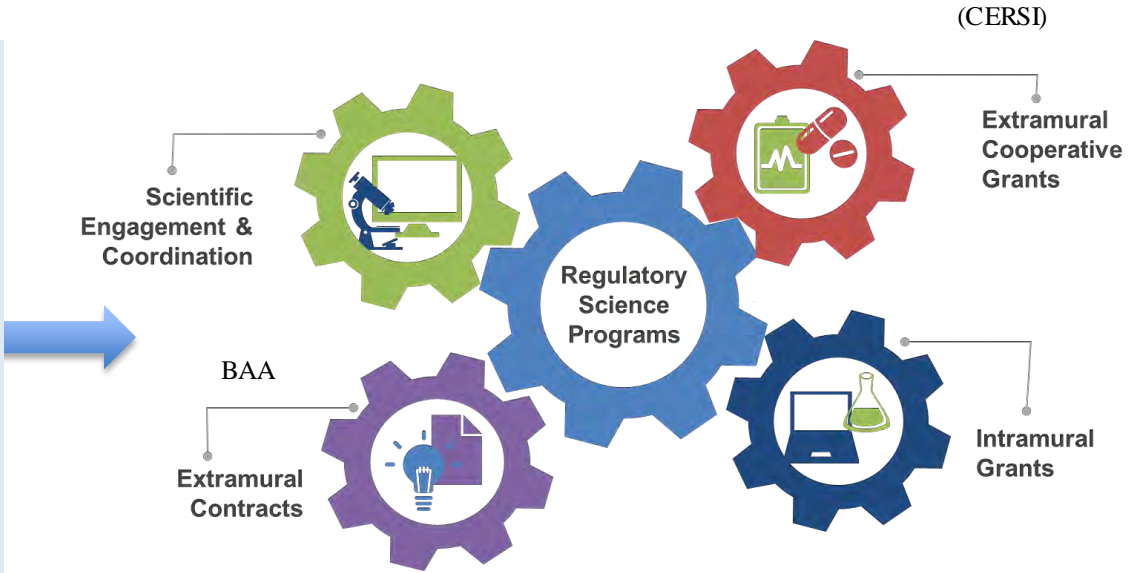 (CERSI)
Extramural
Cooperative
Grants
Scientific
Engagement &
Coordination
Regulatory
Science
Programs
BAA
Extramural
Contracts
Intramural
Grants